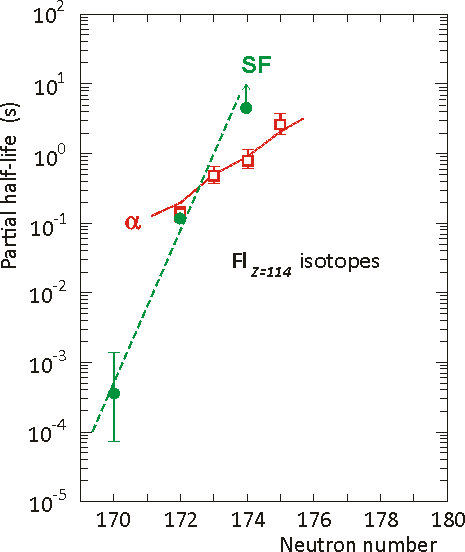 Partial half-life (s)
10²
10¹
10⁰
10⁻¹
10⁻²
10⁻³
10⁻⁴
10⁻⁵
SF
α
Fl Z=114 isotopes
170 172 174 176 178 180
Neutron number